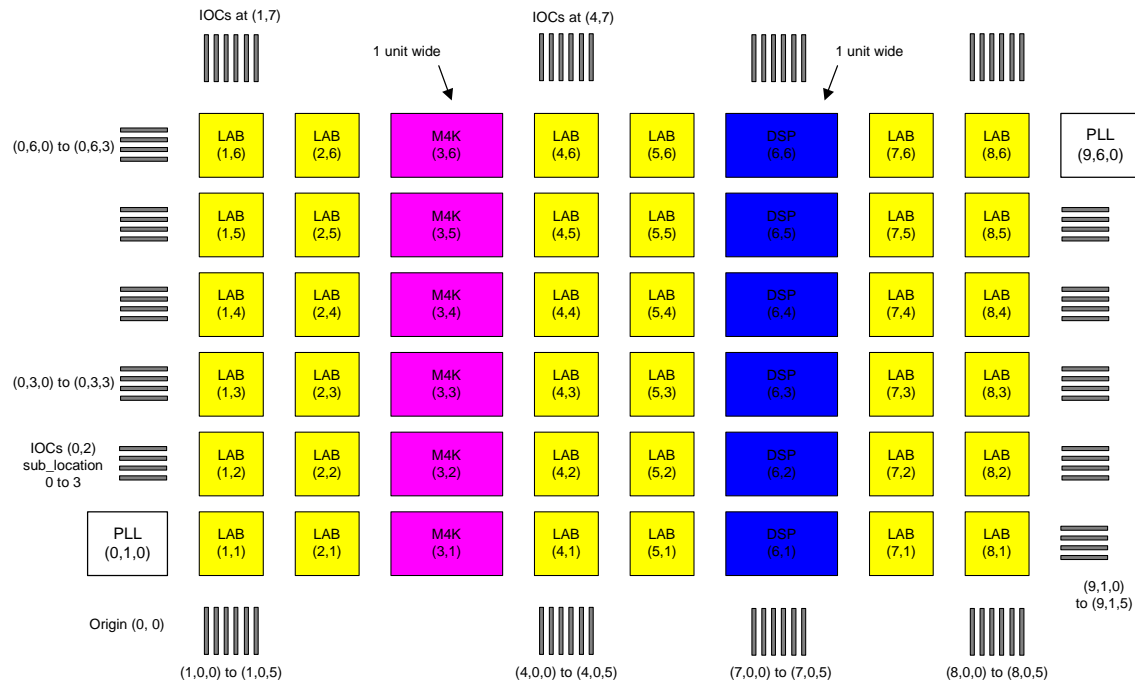 IOCs at (1,7)
IOCs at (4,7)
1 unit wide
1 unit wide
(0,6,0) to (0,6,3)
LAB
(1,6)
LAB
(2,6)
M4K
(3,6)
LAB
(4,6)
LAB
(5,6)
DSP
(6,6)
LAB
(7,6)
LAB
(8,6)
PLL
(9,6,0)
LAB
(1,5)
LAB
(2,5)
M4K
(3,5)
LAB
(4,5)
LAB
(5,5)
DSP
(6,5)
LAB
(7,5)
LAB
(8,5)
LAB
(1,4)
LAB
(2,4)
M4K
(3,4)
LAB
(4,4)
LAB
(5,4)
DSP
(6,4)
LAB
(7,4)
LAB
(8,4)
(0,3,0) to (0,3,3)
LAB
(1,3)
LAB
(2,3)
M4K
(3,3)
LAB
(4,3)
LAB
(5,3)
DSP
(6,3)
LAB
(7,3)
LAB
(8,3)
IOCs (0,2)
sub_location
0 to 3
LAB
(1,2)
LAB
(2,2)
M4K
(3,2)
LAB
(4,2)
LAB
(5,2)
DSP
(6,2)
LAB
(7,2)
LAB
(8,2)
PLL
(0,1,0)
LAB
(1,1)
LAB
(2,1)
M4K
(3,1)
LAB
(4,1)
LAB
(5,1)
DSP
(6,1)
LAB
(7,1)
LAB
(8,1)
(9,1,0)
to (9,1,5)
Origin (0, 0)
(1,0,0) to (1,0,5)
(4,0,0) to (4,0,5)
(7,0,0) to (7,0,5)
(8.0,0) to (8,0,5)